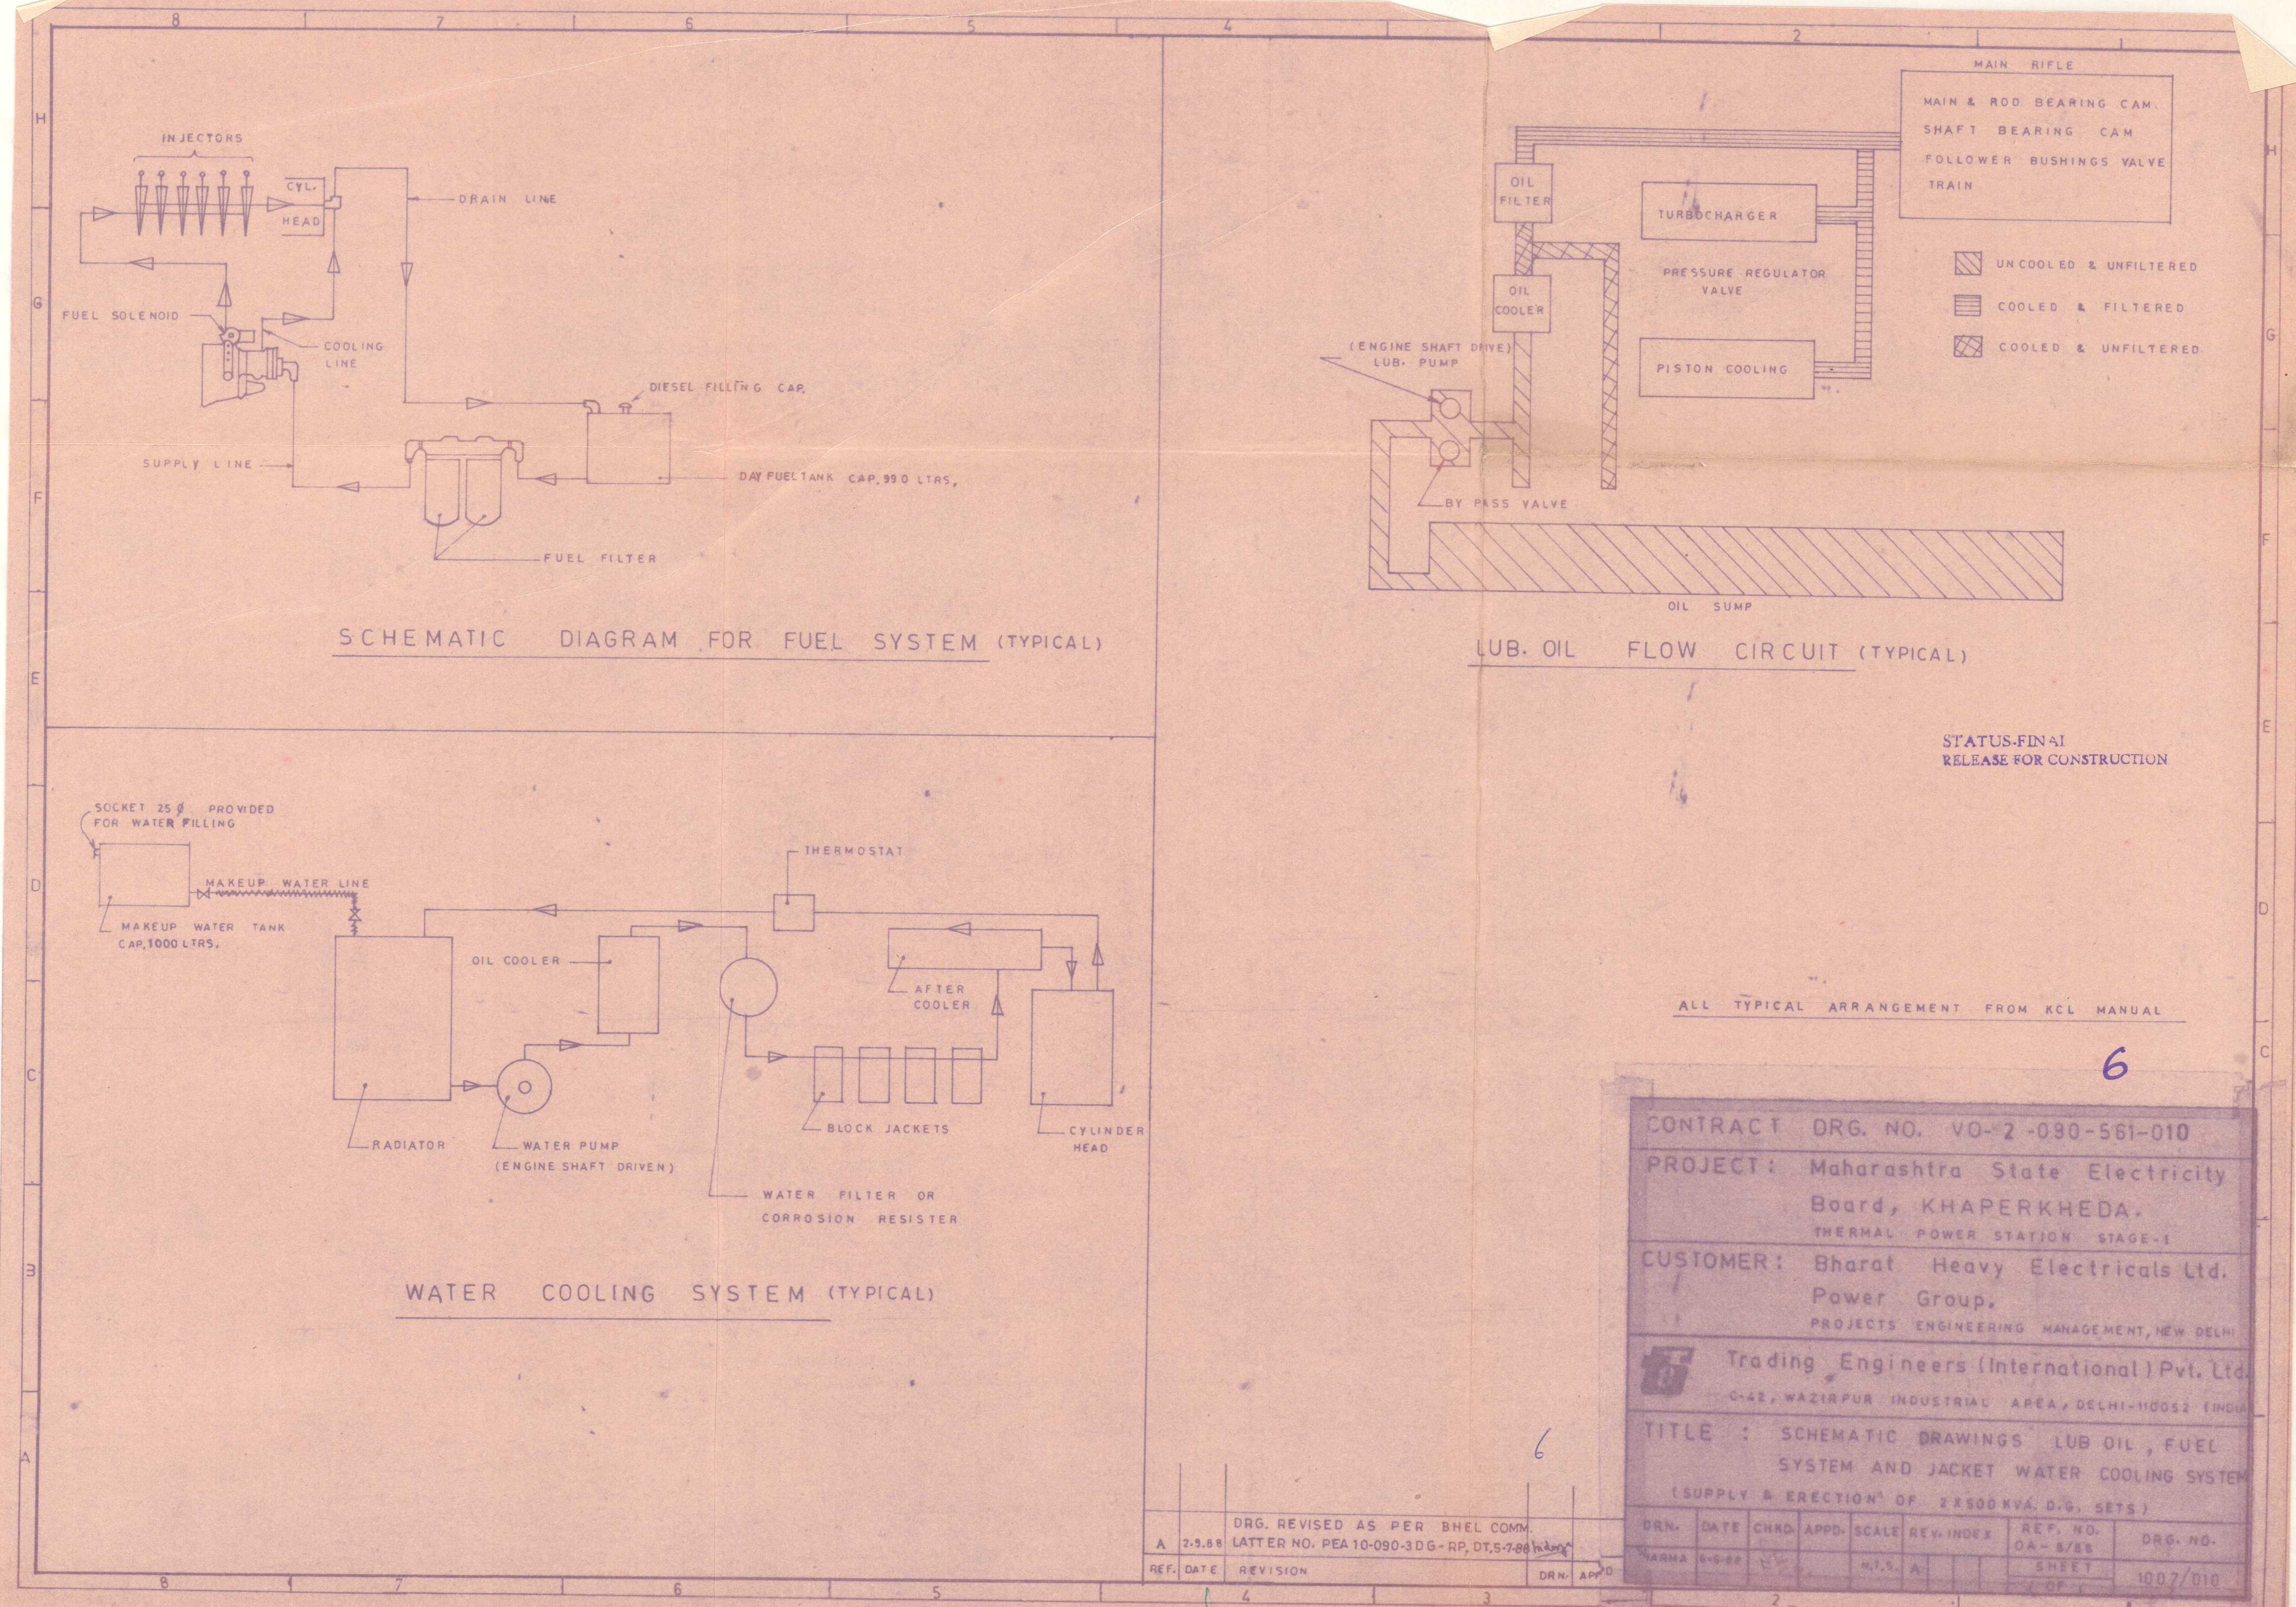 8 7 6 5 4 2
H
G
F
E
D
C
B
A
INJECTORS
CYL.
HEAD
DRAIN LINE
FUEL SOLENOID
COOLING
LINE
DIESEL FILLING CAP.
SUPPLY LINE
DAY FUEL TANK CAP. 990 LTRS.
FUEL FILTER
SCHEMATIC DIAGRAM FOR FUEL SYSTEM (TYPICAL)
MAIN RIFLE
MAIN & ROD BEARING CAM.
SHAFT BEARING CAM
FOLLOWER BUSHINGS VALVE
TRAIN
OIL
FILTER
TURBOCHARGER
PRESSURE REGULATOR
VALVE
OIL
COOLER
UNCOOLED & UNFILTERED
COOLED & FILTERED
COOLED & UNFILTERED
(ENGINE SHAFT DRIVE)
LUB. PUMP
PISTON COOLING
BY PASS VALVE
OIL SUMP
LUB. OIL FLOW CIRCUIT (TYPICAL)
H
G
F
E
D
C
STATUS-FINAL
RELEASE FOR CONSTRUCTION
SOCKET 25 Ø PROVIDED
FOR WATER FILLING
MAKEUP WATER LINE
MAKEUP WATER TANK
CAP. 1000 LTRS.
THERMOSTAT
OIL COOLER
AFTER
COOLER
RADIATOR
WATER PUMP
(ENGINE SHAFT DRIVEN)
BLOCK JACKETS
CYLINDER
HEAD
WATER FILTER OR
CORROSION RESISTER
WATER COOLING SYSTEM (TYPICAL)
ALL TYPICAL ARRANGEMENT FROM KCL MANUAL
6
CONTRACT DRG. NO. VO-2-090-561-010
PROJECT: Maharashtra State Electricity
Board, KHAPERKHEDA.
THERMAL POWER STATION STAGE-I
CUSTOMER: Bharat Heavy Electricals Ltd.
Power Group.
PROJECTS ENGINEERING MANAGEMENT, NEW DELHI
Trading Engineers (International) Pvt. Ltd.
C-42, WAZIRPUR INDUSTRIAL AREA, DELHI-110052 (INDIA
TITLE : SCHEMATIC DRAWINGS LUB OIL, FUEL
SYSTEM AND JACKET WATER COOLING SYSTEM
(SUPPLY & ERECTION OF 2X500 KVA. D.G. SETS)
DRN. DATE CHKD. APPD. SCALE REV. INDEX REF. NO. DRG. NO.
OA-8/88
SHARMA N.T.S. A SHEET 1007/010
1 OF 1
6
DRG. REVISED AS PER BHEL COMM.
A 2-9.88 LATTER NO. PEA 10-090-3DG-RP, DT. 5-7-88
REF. DATE REVISION DRN. APP'D
8 7 6 5 4 3 2